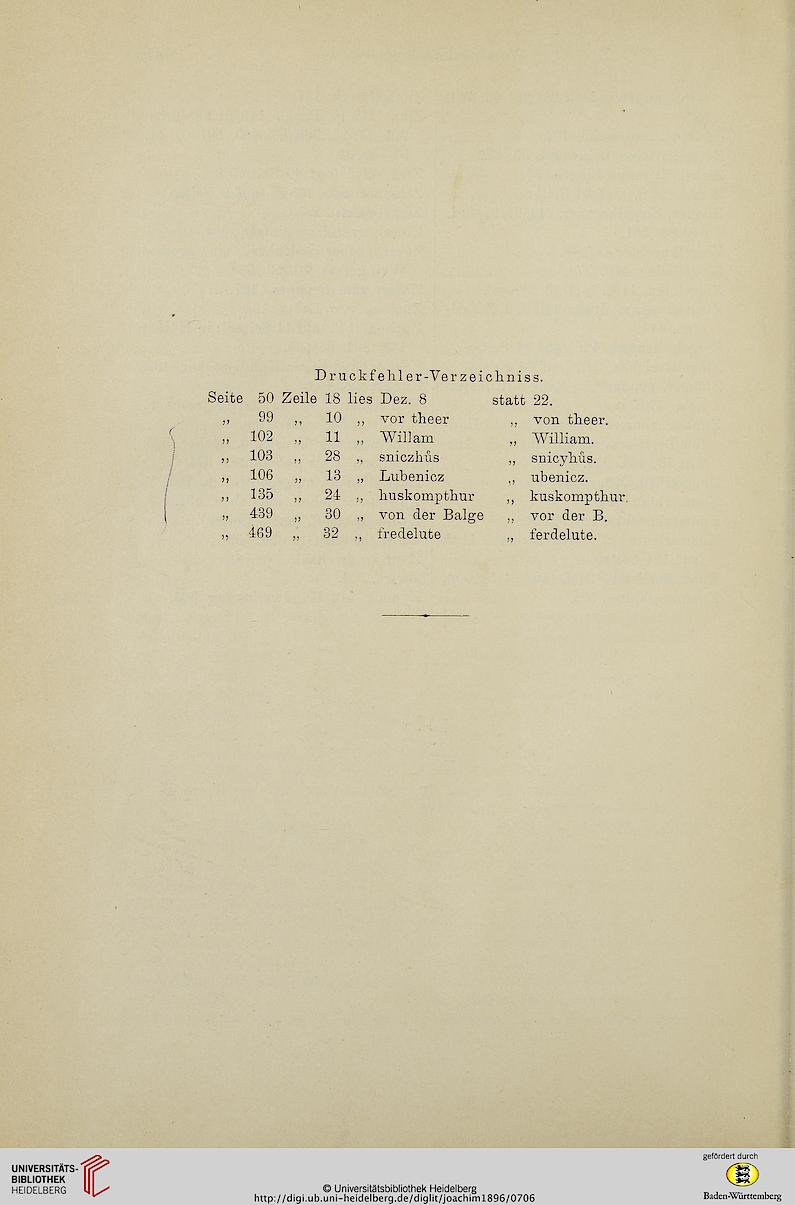 Druckfehler-Verzeichniss.
Seite 50 Zeile 18 lies Dez. 8 statt 22.
„ 99 „ 10 „ vor theer „ von theer.
„ 102 „ 11 „ Willam „ William.
„ 103 „ 28 „ sniczhûs „ snicyhûs.
„ 106 „ 13 „ Lubenicz „ ubenicz.
„ 135 „ 24 „ huskompthur „ kuskompthur.
„ 439 „ 30 „ von der Balge „ vor der B.
„ 469 „ 32 „ fredelute „ ferdelute.
UNIVERSITÄTS-
BIBLIOTHEK
HEIDELBERG
© Universitätsbibliothek Heidelberg
http://digi.ub.uni-heidelberg.de/diglit/joachim1896/0706
gefördert durch
Baden-Württemberg